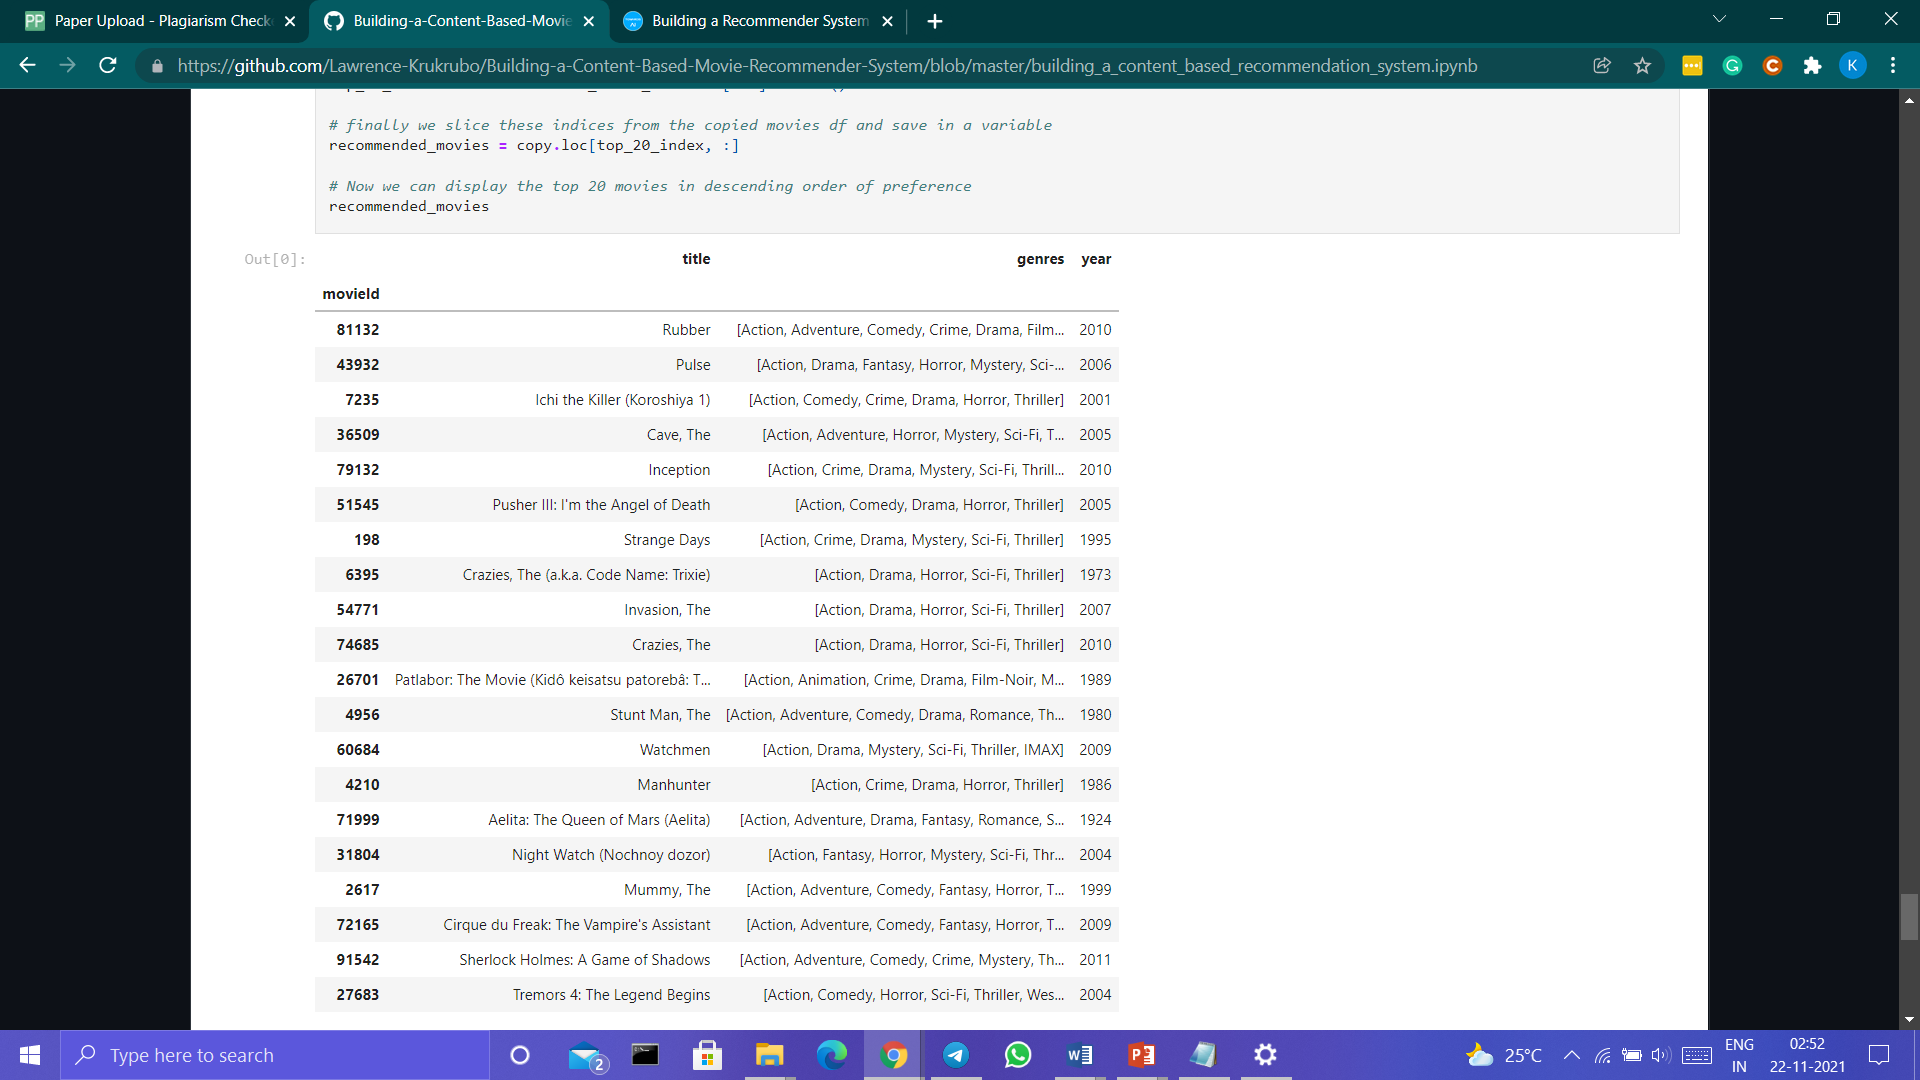 PP Paper Upload - Plagiarism Check
Building-a-Content-Based-Movie
Building a Recommender System
https://github.com/Lawrence-Krukrubo/Building-a-Content-Based-Movie-Recommender-System/blob/master/building_a_content_based_recommendation_system.ipynb
K
# finally we slice these indices from the copied movies df and save in a variable
recommended_movies = copy.loc[top_20_index, :]
# Now we can display the top 20 movies in descending order of preference
recommended_movies
Out[0]:
title genres year
movieId
81132 Rubber [Action, Adventure, Comedy, Crime, Drama, Film... 2010
43932 Pulse [Action, Drama, Fantasy, Horror, Mystery, Sci-... 2006
7235 Ichi the Killer (Koroshiya 1) [Action, Comedy, Crime, Drama, Horror, Thriller] 2001
36509 Cave, The [Action, Adventure, Horror, Mystery, Sci-Fi, T... 2005
79132 Inception [Action, Crime, Drama, Mystery, Sci-Fi, Thrill... 2010
51545 Pusher III: I'm the Angel of Death [Action, Comedy, Drama, Horror, Thriller] 2005
198 Strange Days [Action, Crime, Drama, Mystery, Sci-Fi, Thriller] 1995
6395 Crazies, The (a.k.a. Code Name: Trixie) [Action, Drama, Horror, Sci-Fi, Thriller] 1973
54771 Invasion, The [Action, Drama, Horror, Sci-Fi, Thriller] 2007
74685 Crazies, The [Action, Drama, Horror, Sci-Fi, Thriller] 2010
26701 Patlabor: The Movie (Kidô keisatsu patorebâ: T... [Action, Animation, Crime, Drama, Film-Noir, M... 1989
4956 Stunt Man, The [Action, Adventure, Comedy, Drama, Romance, Th... 1980
60684 Watchmen [Action, Drama, Mystery, Sci-Fi, Thriller, IMAX] 2009
4210 Manhunter [Action, Crime, Drama, Horror, Thriller] 1986
71999 Aelita: The Queen of Mars (Aelita) [Action, Adventure, Drama, Fantasy, Romance, S... 1924
31804 Night Watch (Nochnoy dozor) [Action, Fantasy, Horror, Mystery, Sci-Fi, Thr... 2004
2617 Mummy, The [Action, Adventure, Comedy, Fantasy, Horror, T... 1999
72165 Cirque du Freak: The Vampire's Assistant [Action, Adventure, Comedy, Fantasy, Horror, T... 2009
91542 Sherlock Holmes: A Game of Shadows [Action, Adventure, Comedy, Crime, Mystery, Th... 2011
27683 Tremors 4: The Legend Begins [Action, Comedy, Horror, Sci-Fi, Thriller, Wes... 2004
Type here to search
2
25°C
ENG
IN
02:52
22-11-2021